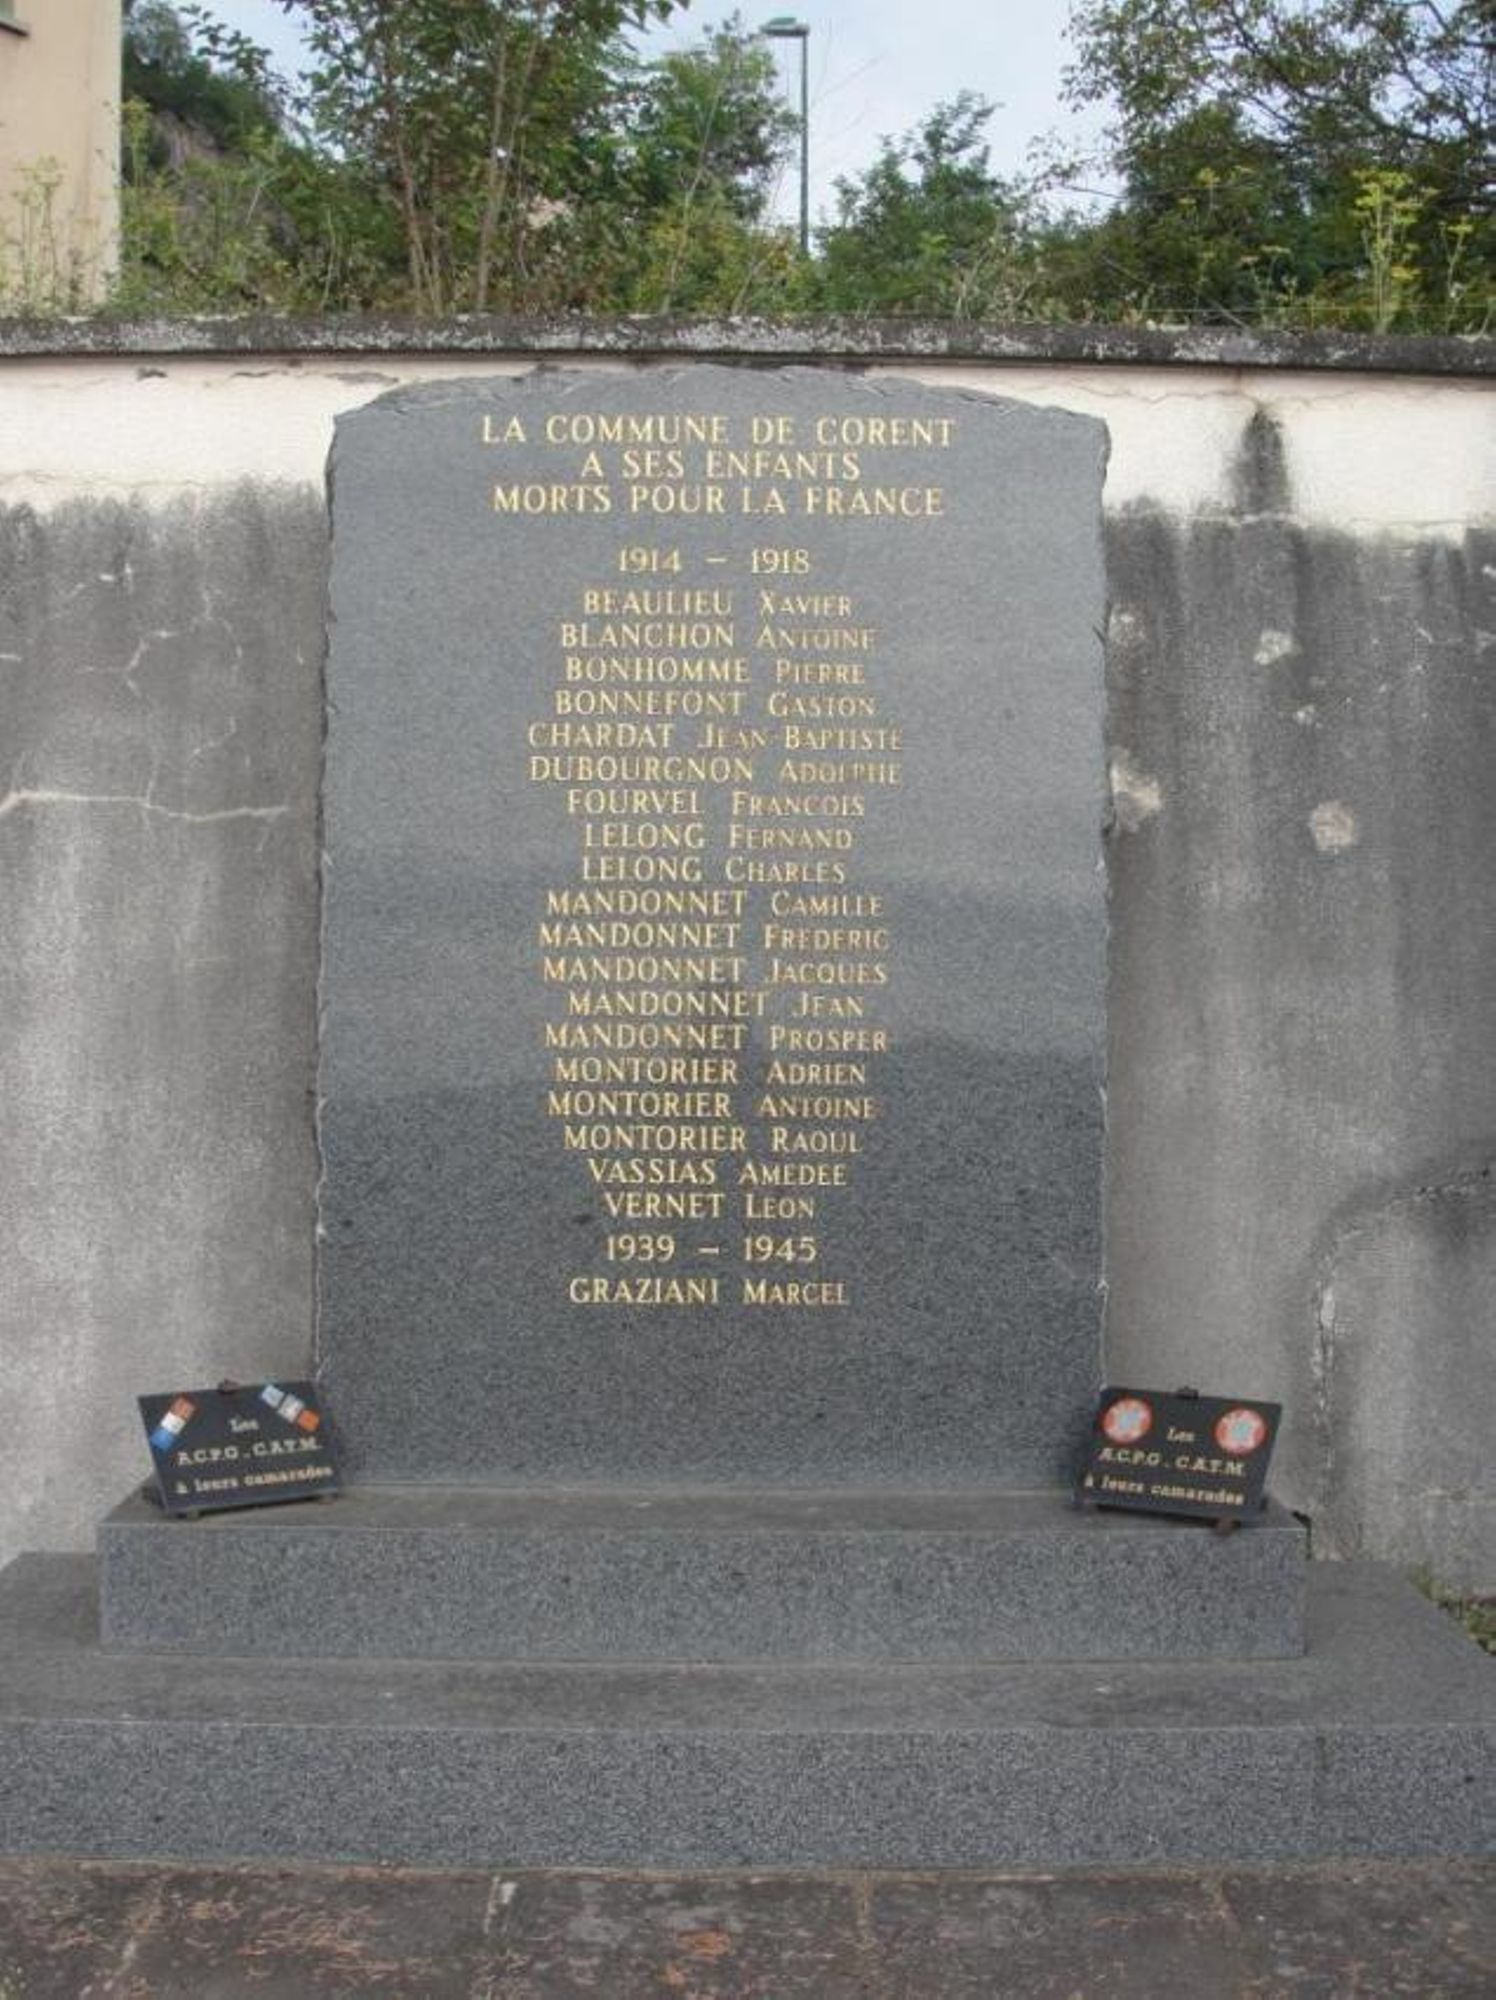 LA COMMUNE DE CORENT
A SES ENFANTS
MORTS POUR LA FRANCE
1914 - 1918
BEAULIEU XAVIER
BLANCHON ANTOINE
BONHOMME PIERRE
BONNEFONT GASTON
CHARDAT JEAN-BAPTISTE
DUBOURGNON ADOLPHE
FOURVEL FRANCOIS
LELONG FERNAND
LELONG CHARLES
MANDONNET CAMILLE
MANDONNET FREDERIC
MANDONNET JACQUES
MANDONNET JEAN
MANDONNET PROSPER
MONTORIER ADRIEN
MONTORIER ANTOINE
MONTORIER RAOUL
VASSIAS AMEDEE
VERNET LEON
1939 - 1945
GRAZIANI MARCEL
Les
A.C.P.G. C.A.T.M.
à leurs camarades
Les
A.C.P.G. C.A.T.M.
à leurs camarades